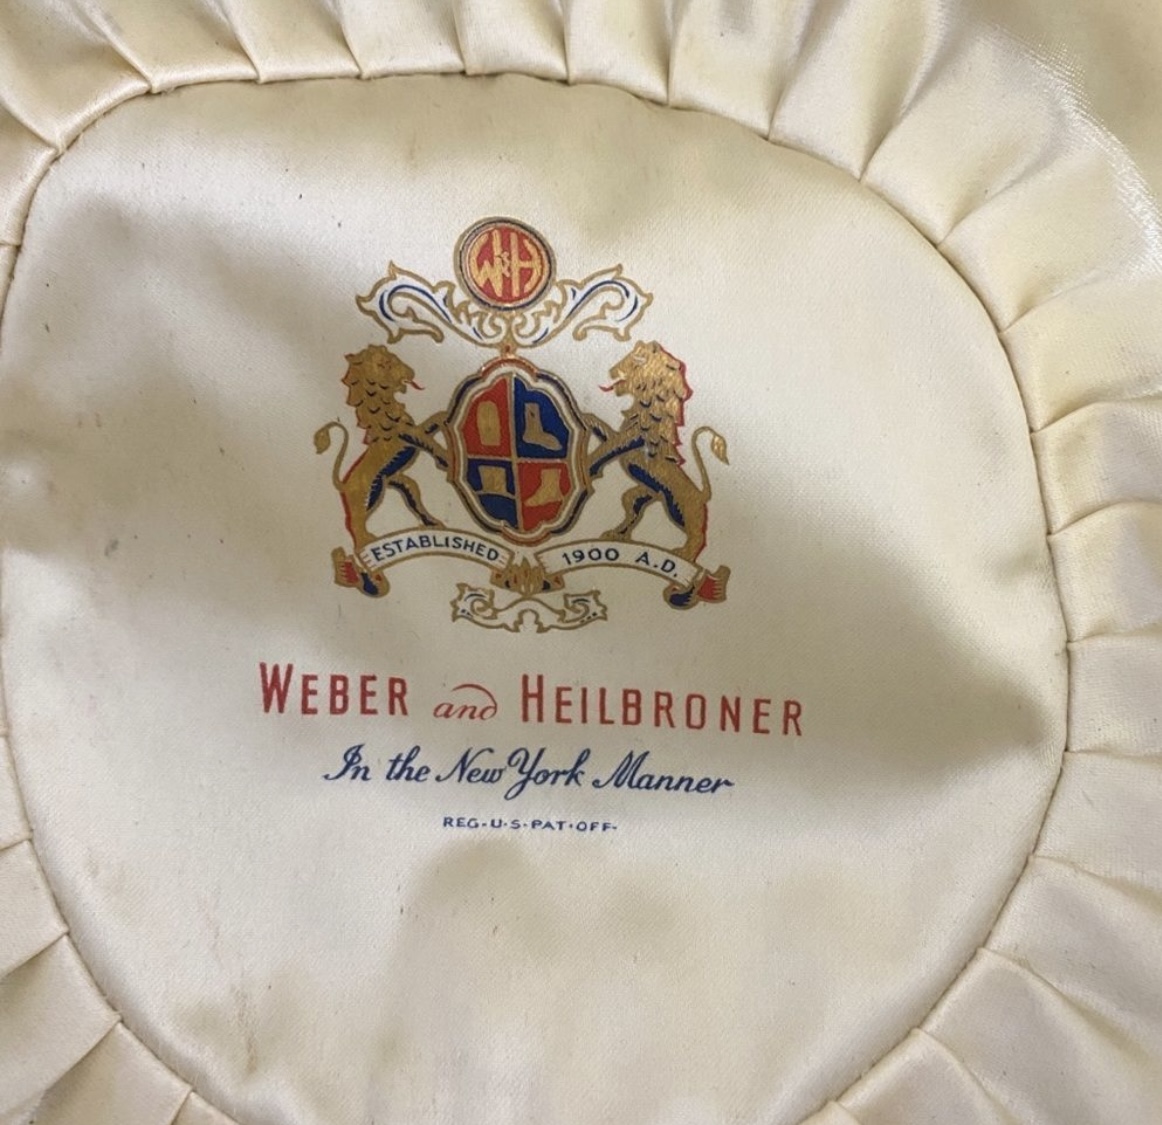 W&H
ESTABLISHED 1900 A.D.
WEBER and HEILBRONER
In the New York Manner
REG·U·S·PAT·OFF·